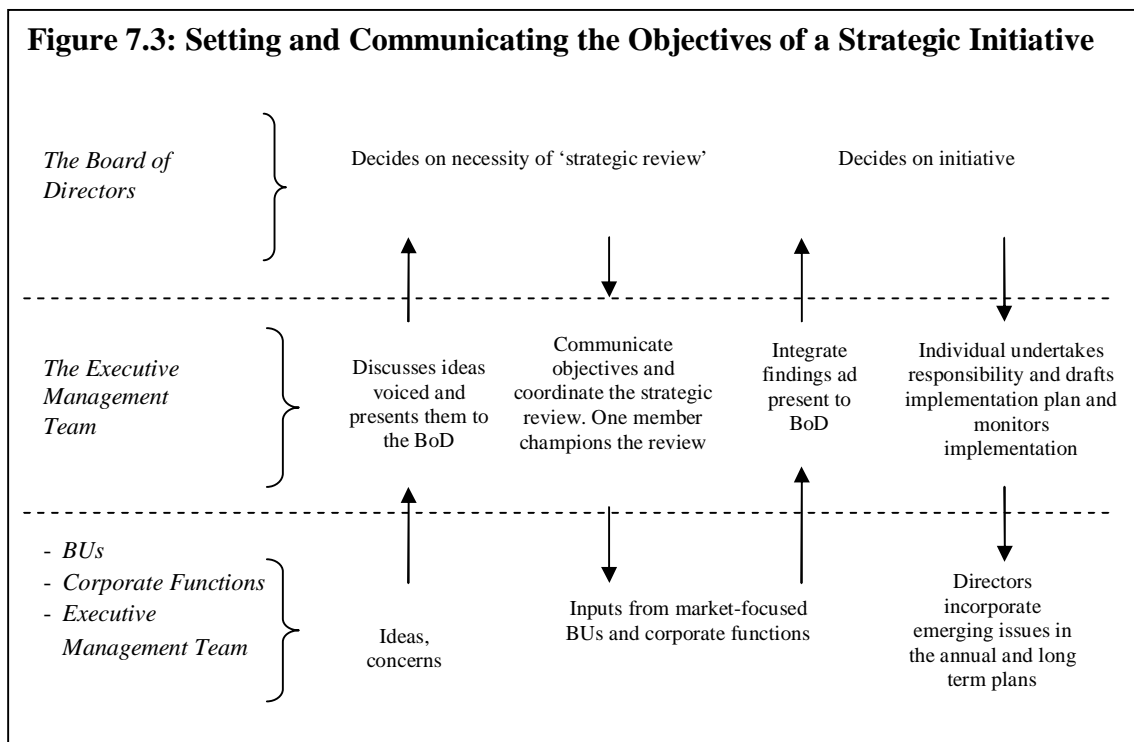 Figure 7.3: Setting and Communicating the Objectives of a Strategic Initiative
The Board of
Directors
Decides on necessity of ‘strategic review’
Decides on initiative
The Executive
Management
Team
Discusses ideas
voiced and
presents them to
the BoD
Communicate
objectives and
coordinate the strategic
review. One member
champions the review
Integrate
findings ad
present to
BoD
Individual undertakes
responsibility and drafts
implementation plan and
monitors
implementation
- BUs
- Corporate Functions
- Executive
Management Team
Ideas,
concerns
Inputs from market-focused
BUs and corporate functions
Directors
incorporate
emerging issues in
the annual and long
term plans